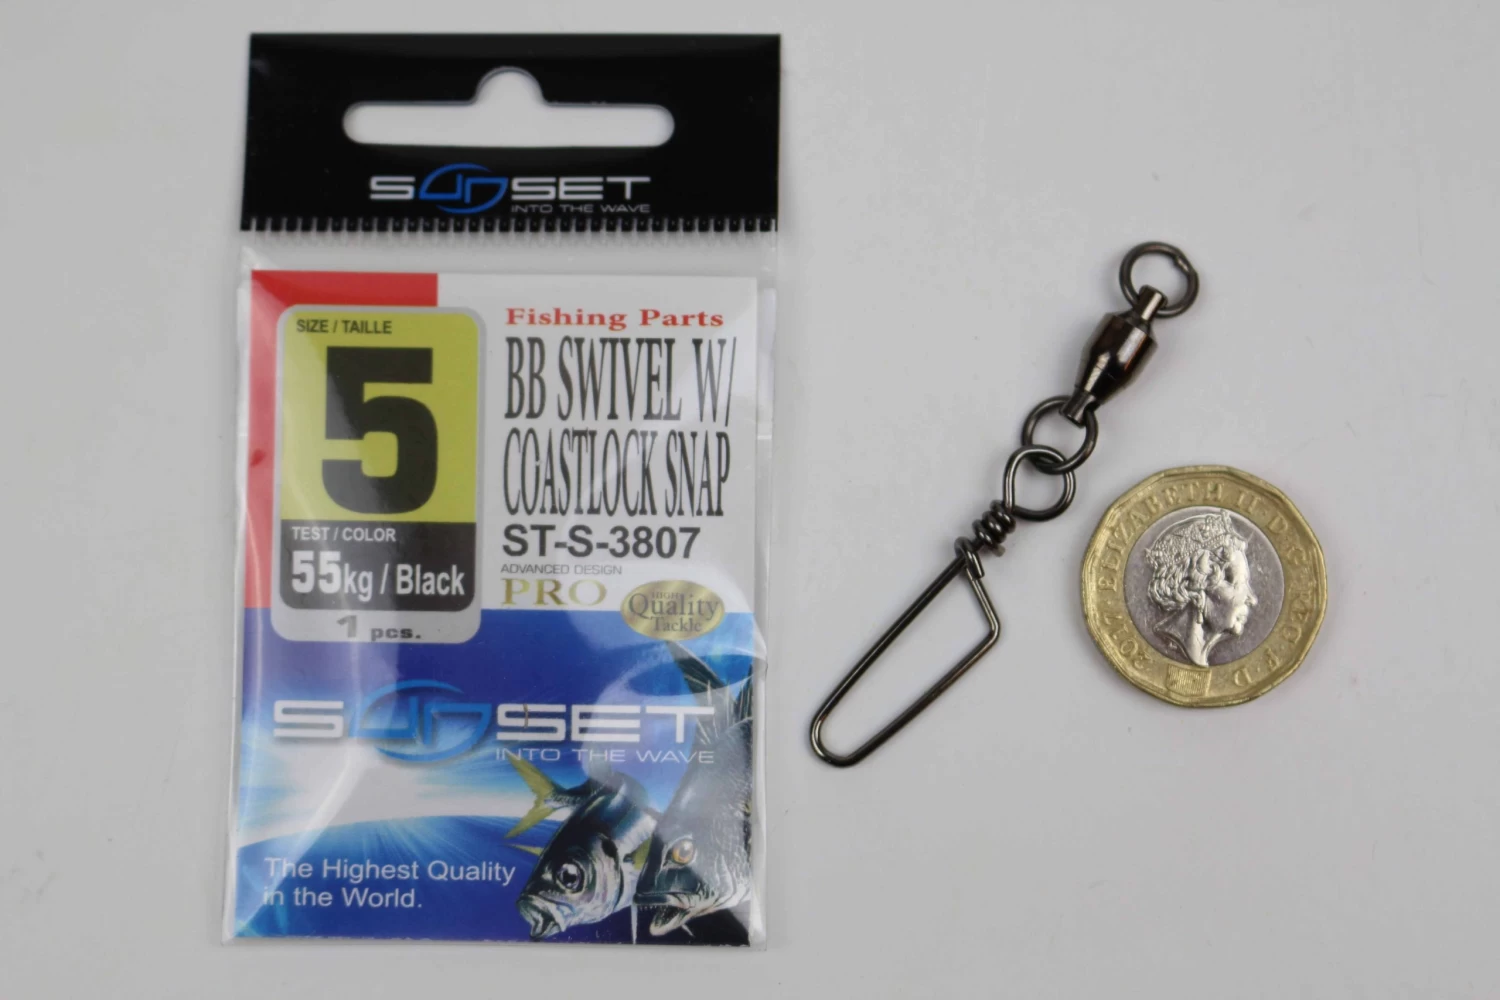 SUNSET
INTO THE WAVE
SIZE / TAILLE
5
TEST / COLOR
55kg / Black
1 pcs.
Fishing Parts
BB SWIVEL W/
COASTLOCK SNAP
ST-S-3807
ADVANCED DESIGN
PRO
HIGH
Quality
Tackle
SUNSET
INTO THE WAVE
The Highest Quality
in the World.
ELIZABETH II · D · G
2017
F · D ·